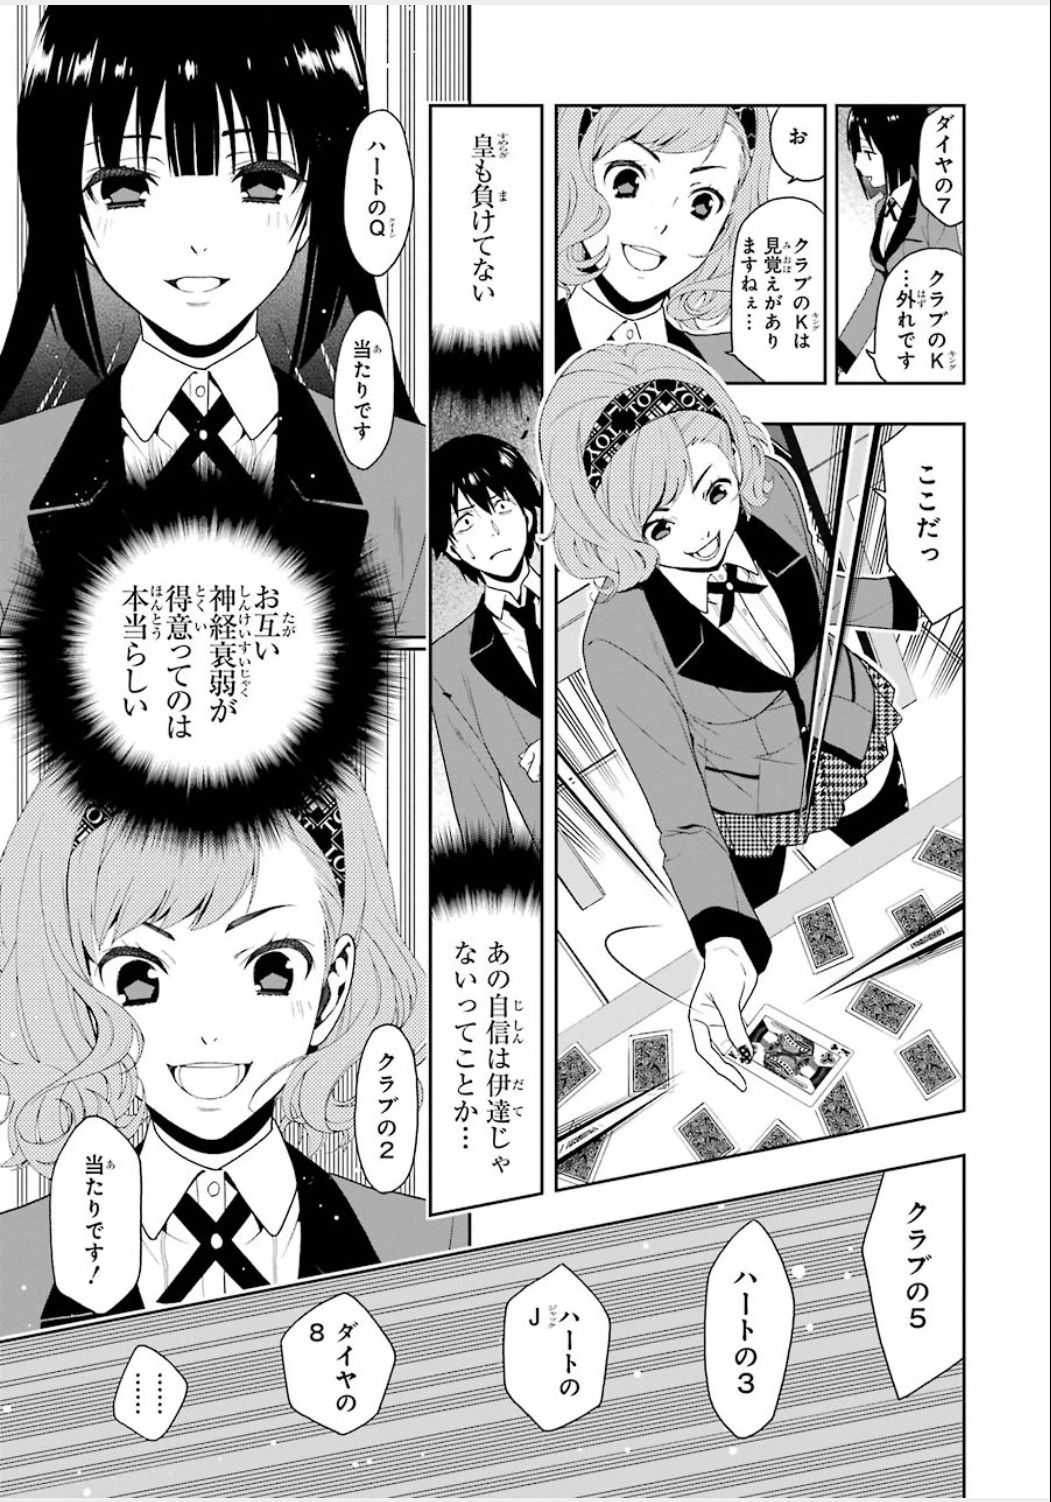 ダイヤの7
クラブのK
…外れです
お
クラブのKは
見覚えがあり
ますねぇ…
ここだっ
TOY
皇も負けてない
あの自信は伊達じゃ
ないってことか…
ハートのQ
当たりです
お互い
神経衰弱が
得意ってのは
本当らしい
クラブの2
当たりです!
クラブの5
ハートの3
ハートの
J
ダイヤの
8
………
………